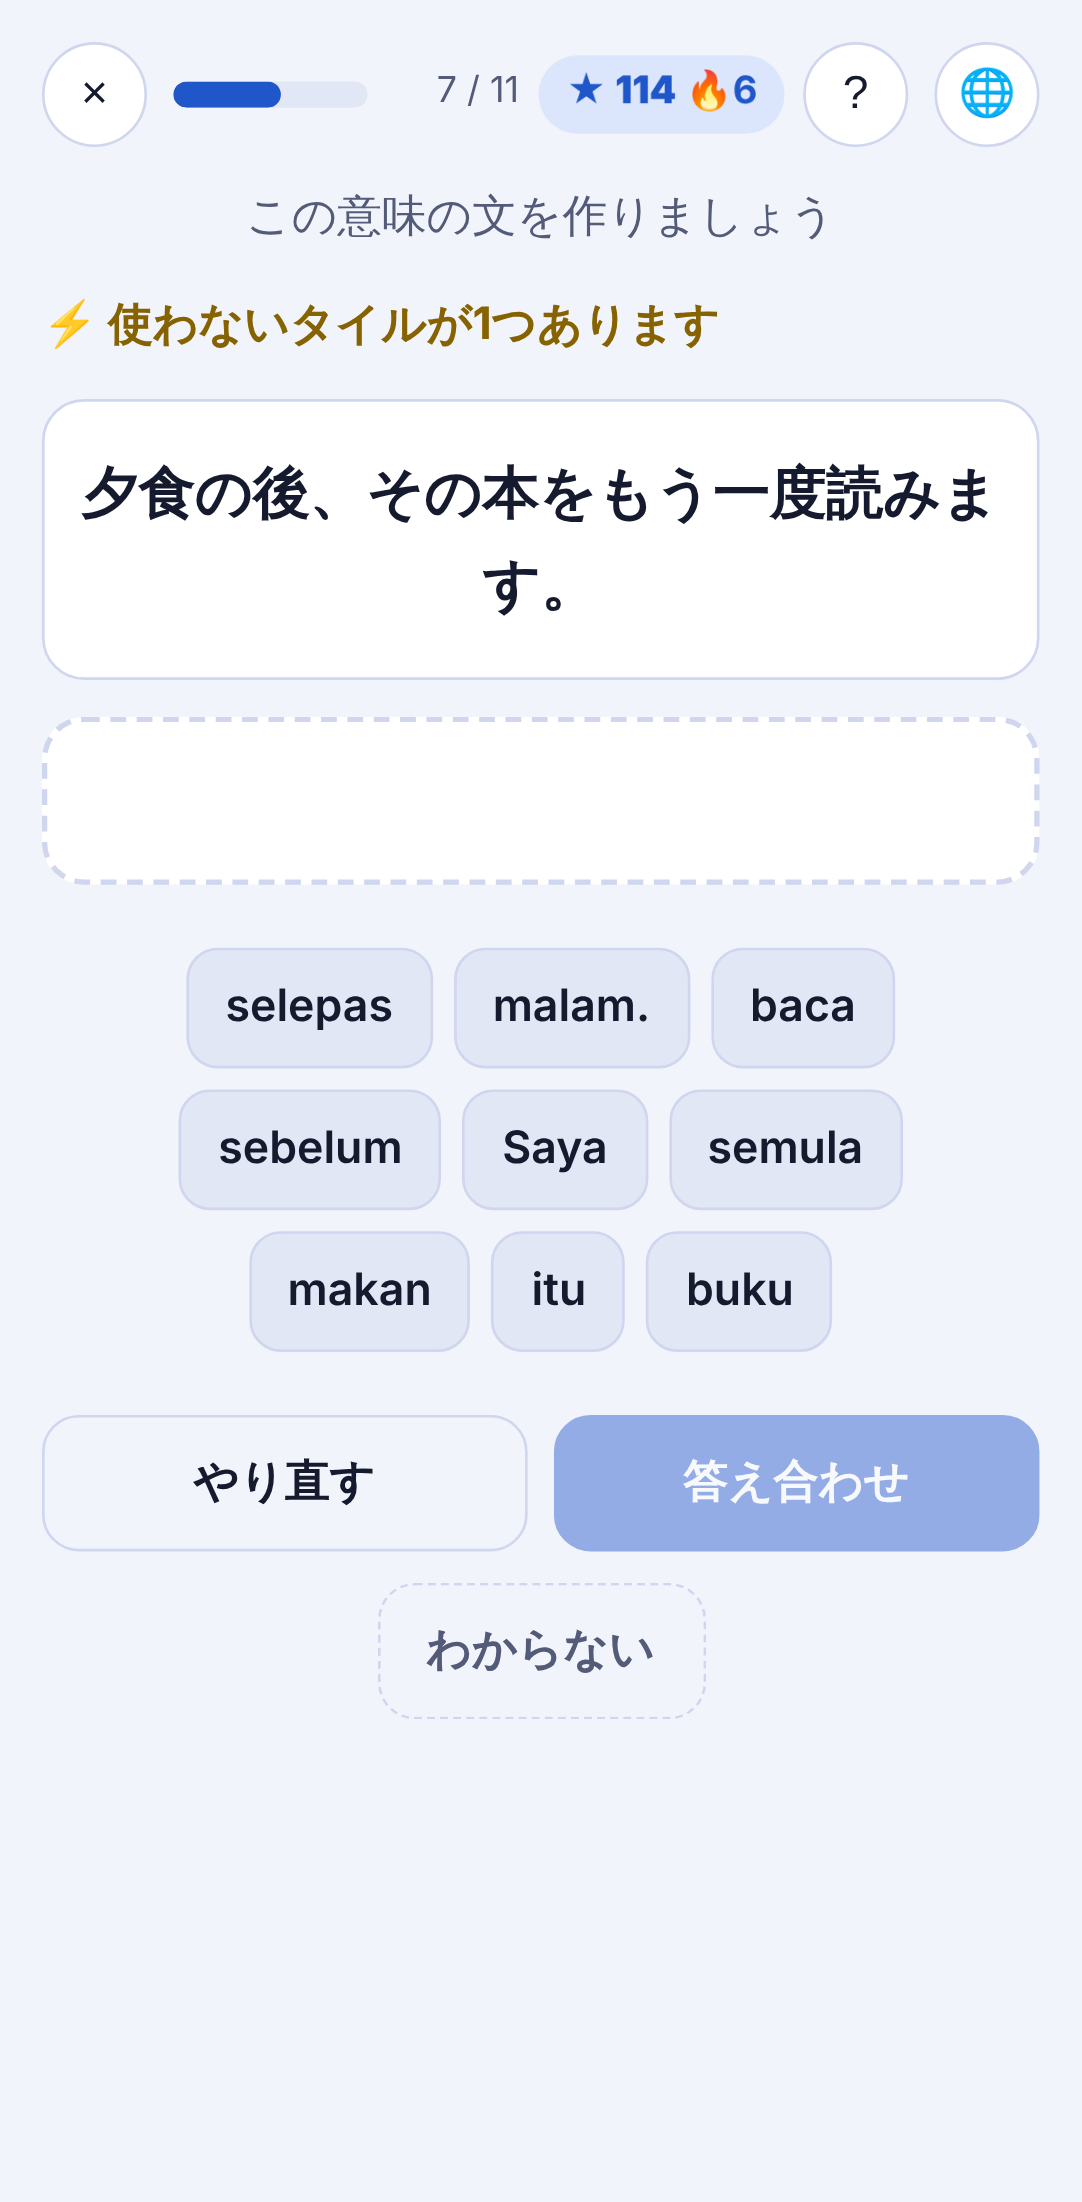 ×
7 / 11
★ 114 🔥6
?
この意味の文を作りましょう
⚡ 使わないタイルが1つあります
夕食の後、その本をもう一度読みま
す。
selepas malam. baca
sebelum Saya semula
makan itu buku
やり直す 答え合わせ
わからない